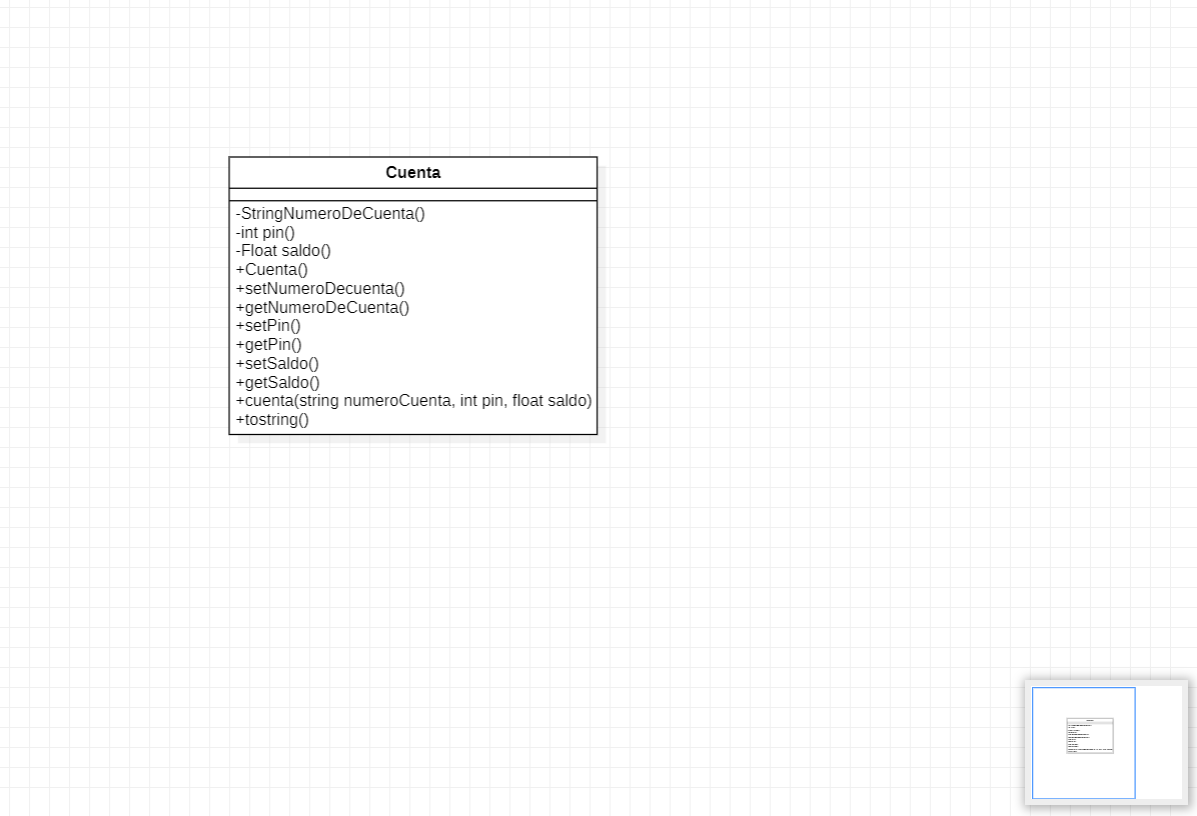 Cuenta
-StringNumeroDeCuenta()
-int pin()
-Float saldo()
+Cuenta()
+setNumeroDecuenta()
+getNumeroDeCuenta()
+setPin()
+getPin()
+setSaldo()
+getSaldo()
+cuenta(string numeroCuenta, int pin, float saldo)
+tostring()